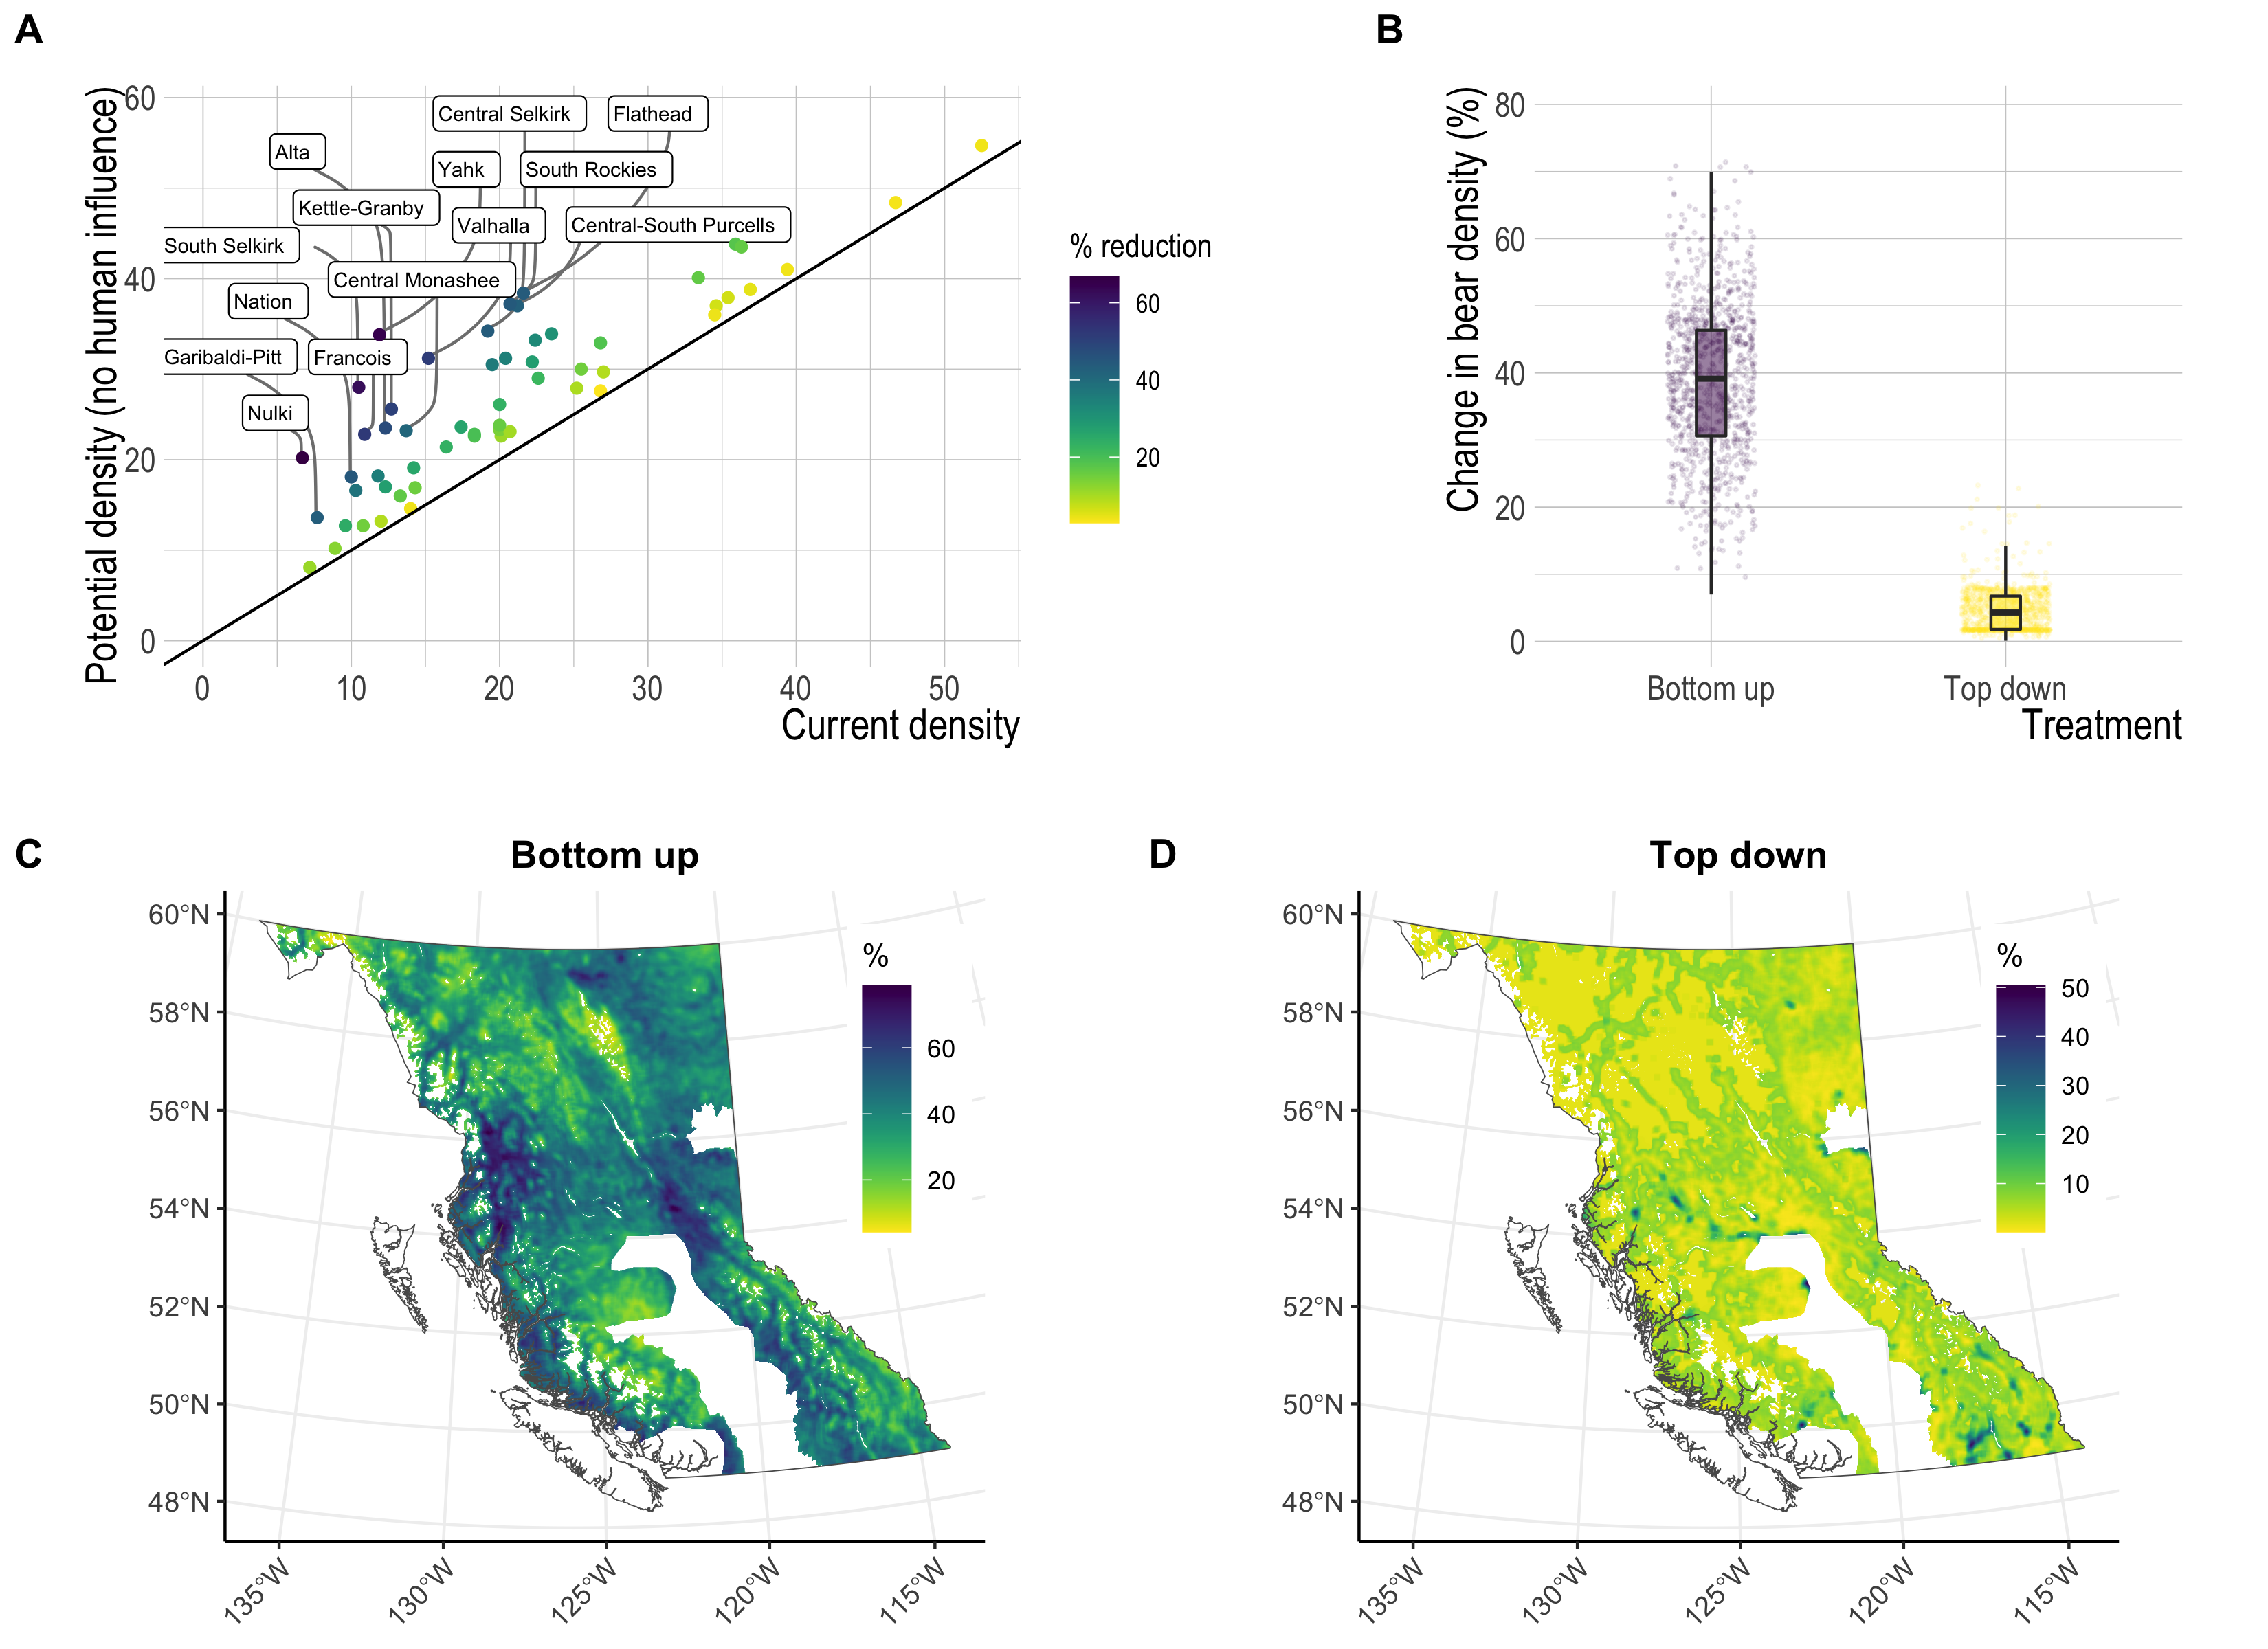 A
Potential density (no human influence)
60
40
20
0
Central Selkirk
Flathead
Alta
Yahk
South Rockies
Kettle-Granby
Valhalla
Central-South Purcells
South Selkirk
Central Monashee
Nation
Garibaldi-Pitt
Francois
Nulki
0 10 20 30 40 50
Current density
% reduction
60
40
20
B
Change in bear density (%)
80
60
40
20
0
Bottom up Top down
Treatment
C
Bottom up
60°N
58°N
56°N
54°N
52°N
50°N
48°N
135°W 130°W 125°W 120°W 115°W
%
60
40
20
D
Top down
60°N
58°N
56°N
54°N
52°N
50°N
48°N
135°W 130°W 125°W 120°W 115°W
%
50
40
30
20
10